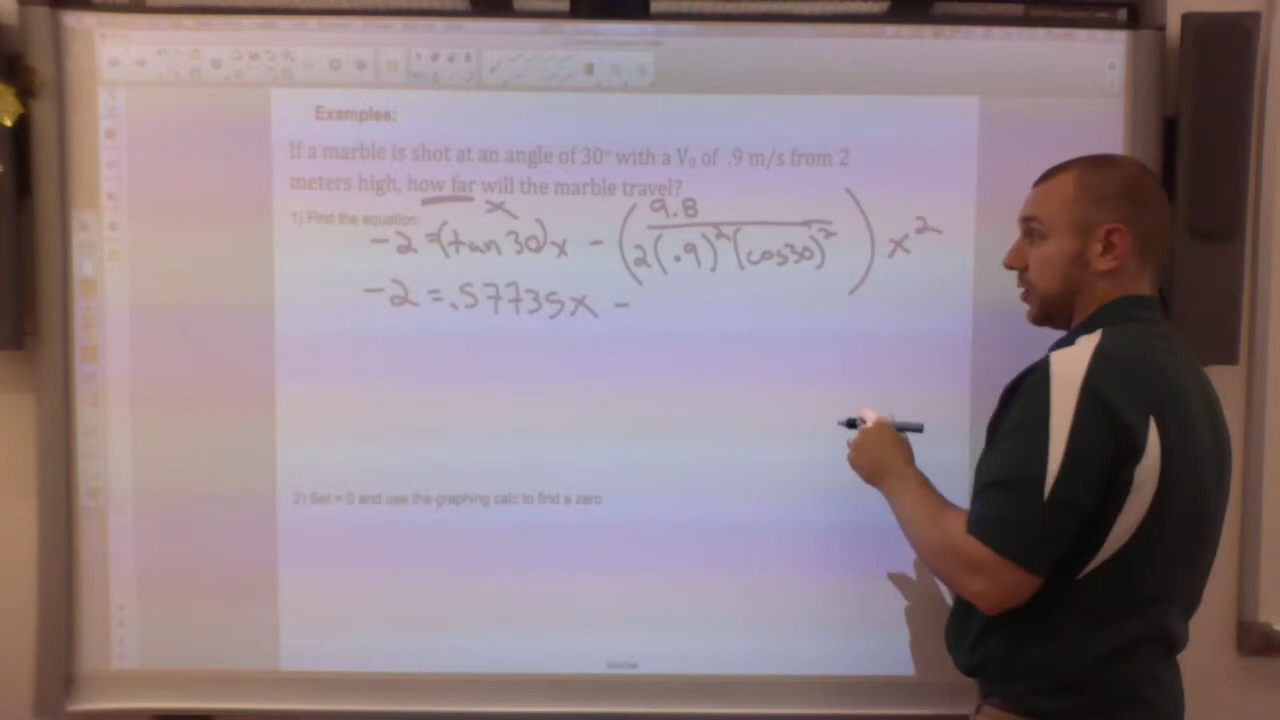 Examples:
If a marble is shot at an angle of 30° with a V₀ of .9 m/s from 2
meters high, how far will the marble travel?
x
1) Find the equation
-2 = (tan 30)x - (9.8 / 2(.9)²(cos30)²) x²
-2 = .57735x -
2) Set = 0 and use the graphing calc to find a zero